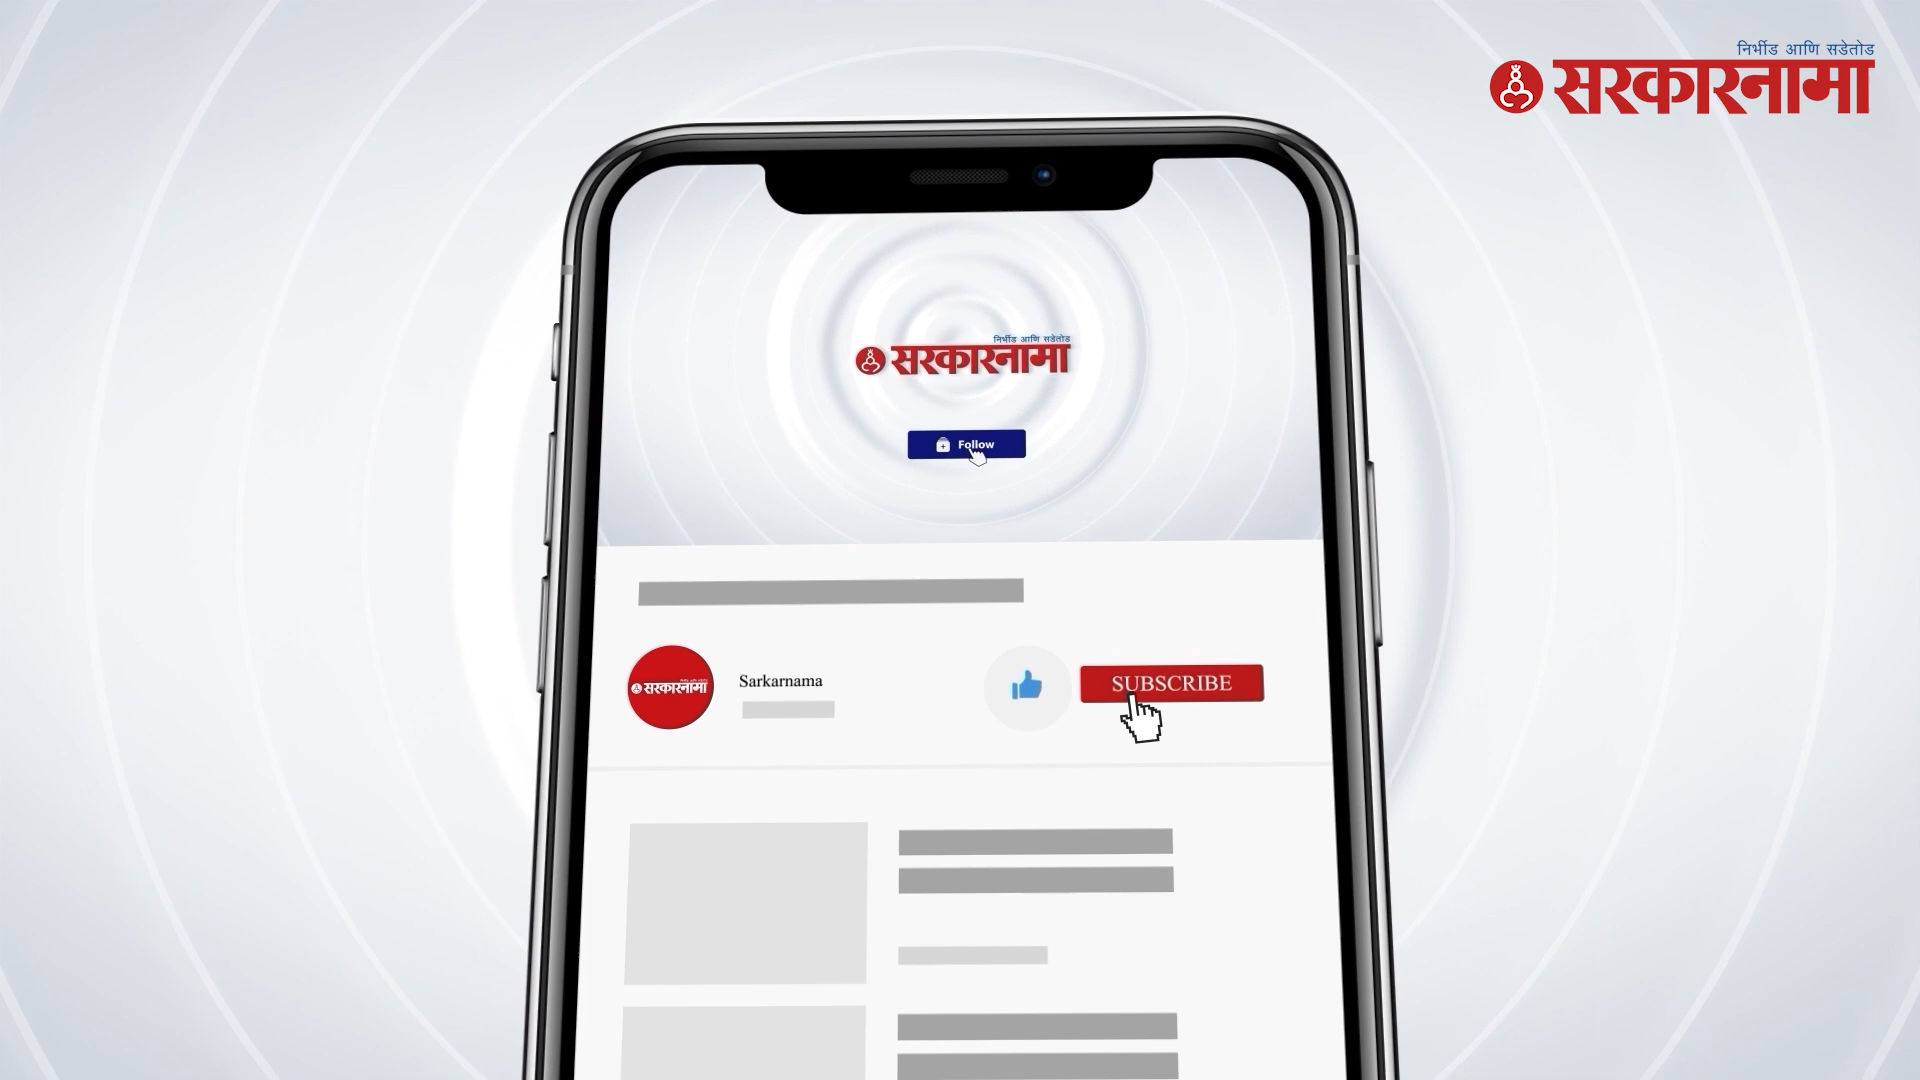 निर्भीड आणि सडेतोड
सरकारनामा
निर्भीड आणि सडेतोड
सरकारनामा
Follow
सरकारनामा
Sarkarnama
SUBSCRIBE